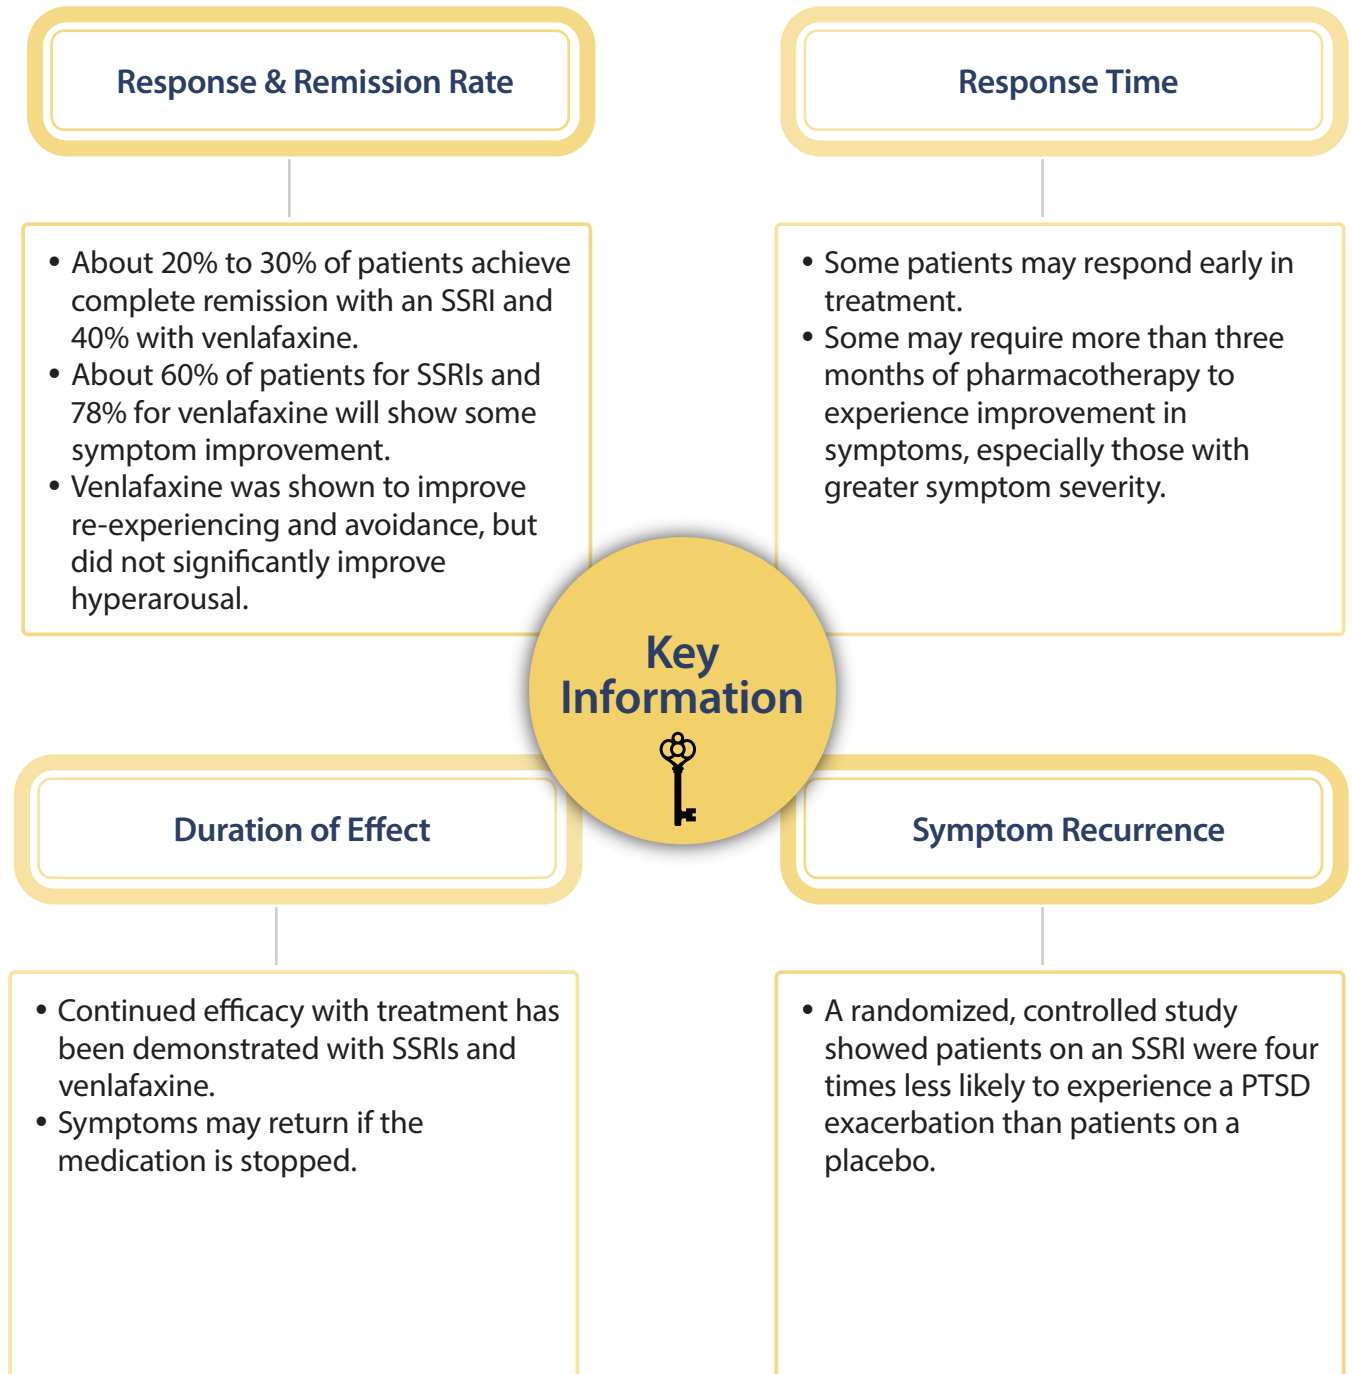 Response & Remission Rate
• About 20% to 30% of patients achieve
complete remission with an SSRI and
40% with venlafaxine.
• About 60% of patients for SSRIs and
78% for venlafaxine will show some
symptom improvement.
• Venlafaxine was shown to improve
re-experiencing and avoidance, but
did not significantly improve
hyperarousal.
Response Time
• Some patients may respond early in
treatment.
• Some may require more than three
months of pharmacotherapy to
experience improvement in
symptoms, especially those with
greater symptom severity.
Key
Information
Duration of Effect
• Continued efficacy with treatment has
been demonstrated with SSRIs and
venlafaxine.
• Symptoms may return if the
medication is stopped.
Symptom Recurrence
• A randomized, controlled study
showed patients on an SSRI were four
times less likely to experience a PTSD
exacerbation than patients on a
placebo.